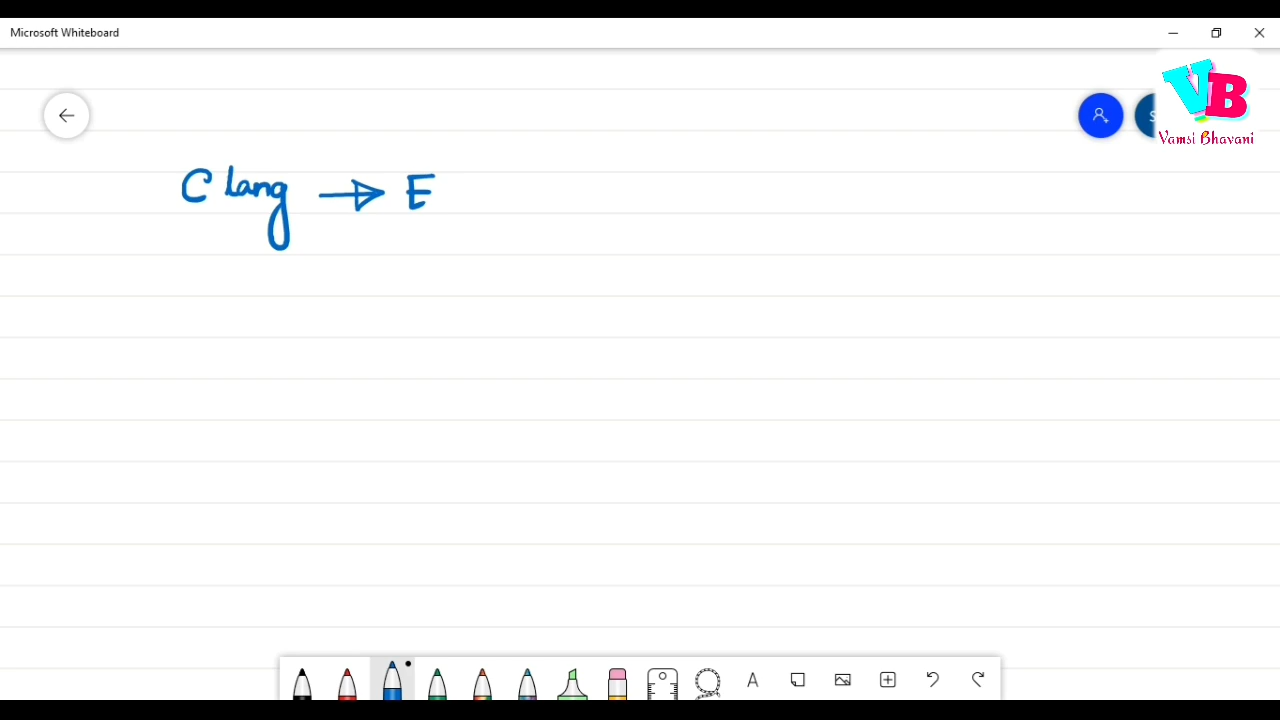 Microsoft Whiteboard
VB
Vamsi Bhavani
S
C lang → E
A